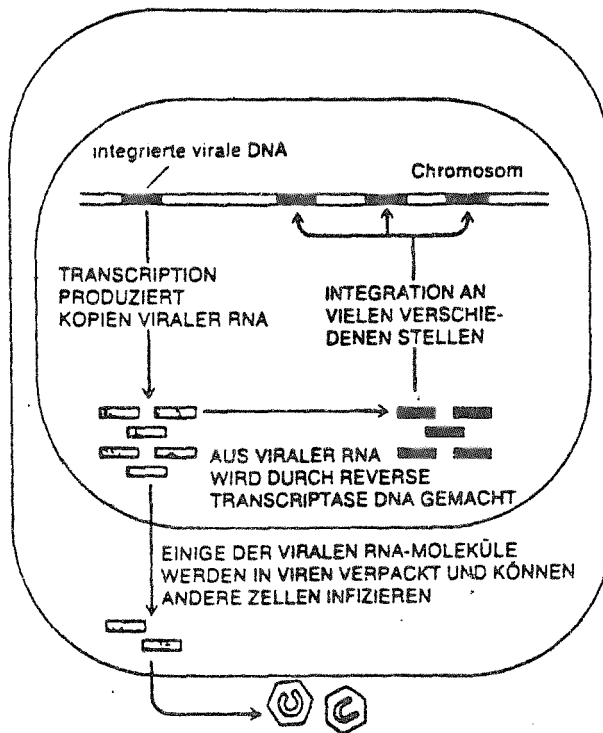 integrierte virale DNA
Chromosom
TRANSCRIPTION
PRODUZIERT
KOPIEN VIRALER RNA
INTEGRATION AN
VIELEN VERSCHIE-
DENEN STELLEN
AUS VIRALER RNA
WIRD DURCH REVERSE
TRANSCRIPTASE DNA GEMACHT
EINIGE DER VIRALEN RNA-MOLEKÜLE
WERDEN IN VIREN VERPACKT UND KÖNNEN
ANDERE ZELLEN INFIZIEREN